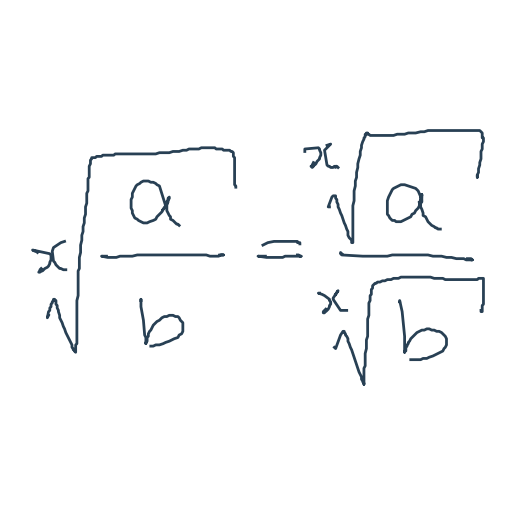 ˣ√(a/b) = ˣ√a / ˣ√b